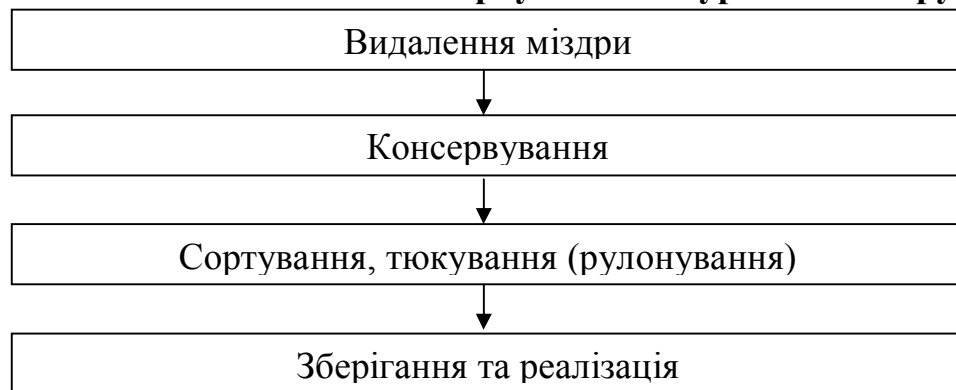 Видалення міздри
Консервування
Сортування, тюкування (рулонування)
Зберігання та реалізація